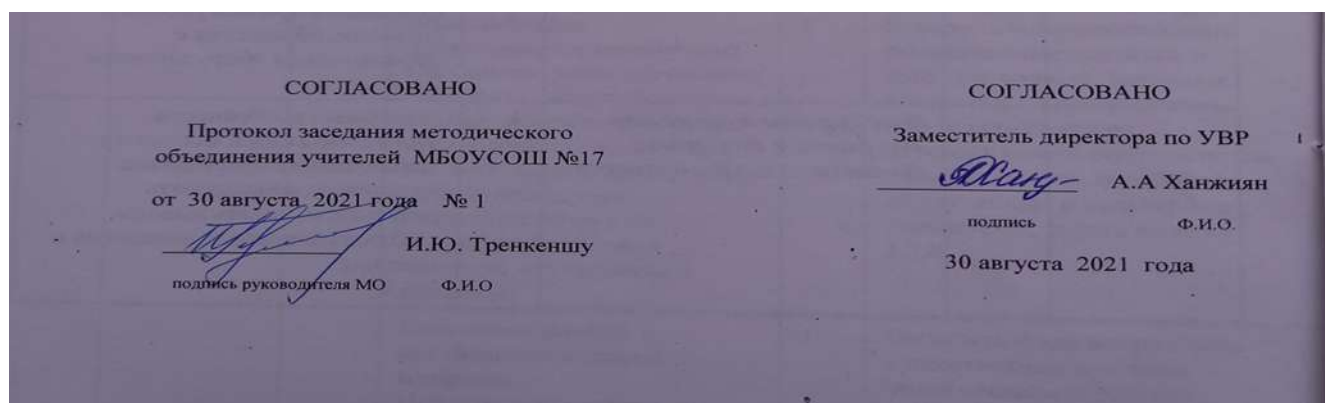 СОГЛАСОВАНО
Протокол заседания методического
объединения учителей МБОУСОШ №17
от 30 августа 2021 года № 1
И.Ю. Тренкеншу
подпись руководителя МО Ф.И.О
СОГЛАСОВАНО
Заместитель директора по УВР
А.А Ханжиян
подпись Ф.И.О.
30 августа 2021 года